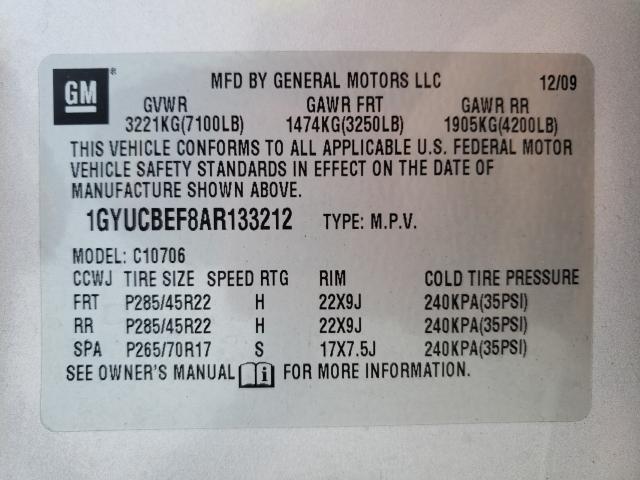 GM® MFD BY GENERAL MOTORS LLC 12/09
GVWR GAWR FRT GAWR RR
3221KG(7100LB) 1474KG(3250LB) 1905KG(4200LB)
THIS VEHICLE CONFORMS TO ALL APPLICABLE U.S. FEDERAL MOTOR
VEHICLE SAFETY STANDARDS IN EFFECT ON THE DATE OF
MANUFACTURE SHOWN ABOVE.
1GYUCBEF8AR133212 TYPE: M.P.V.
MODEL: C10706
CCWJ TIRE SIZE SPEED RTG RIM COLD TIRE PRESSURE
FRT P285/45R22 H 22X9J 240KPA(35PSI)
RR P285/45R22 H 22X9J 240KPA(35PSI)
SPA P265/70R17 S 17X7.5J 240KPA(35PSI)
SEE OWNER'S MANUAL i FOR MORE INFORMATION.